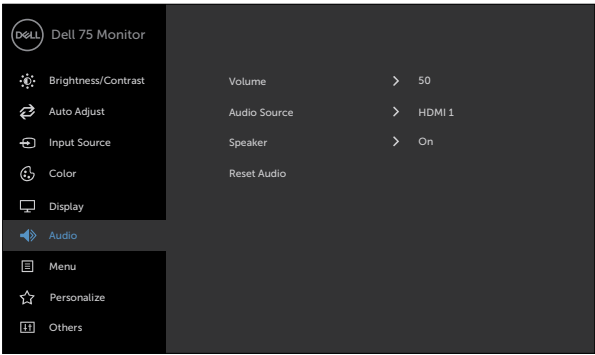 DELL Dell 75 Monitor
Brightness/Contrast
Auto Adjust
Input Source
Color
Display
Audio
Menu
Personalize
Others
Volume 50
Audio Source HDMI 1
Speaker On
Reset Audio